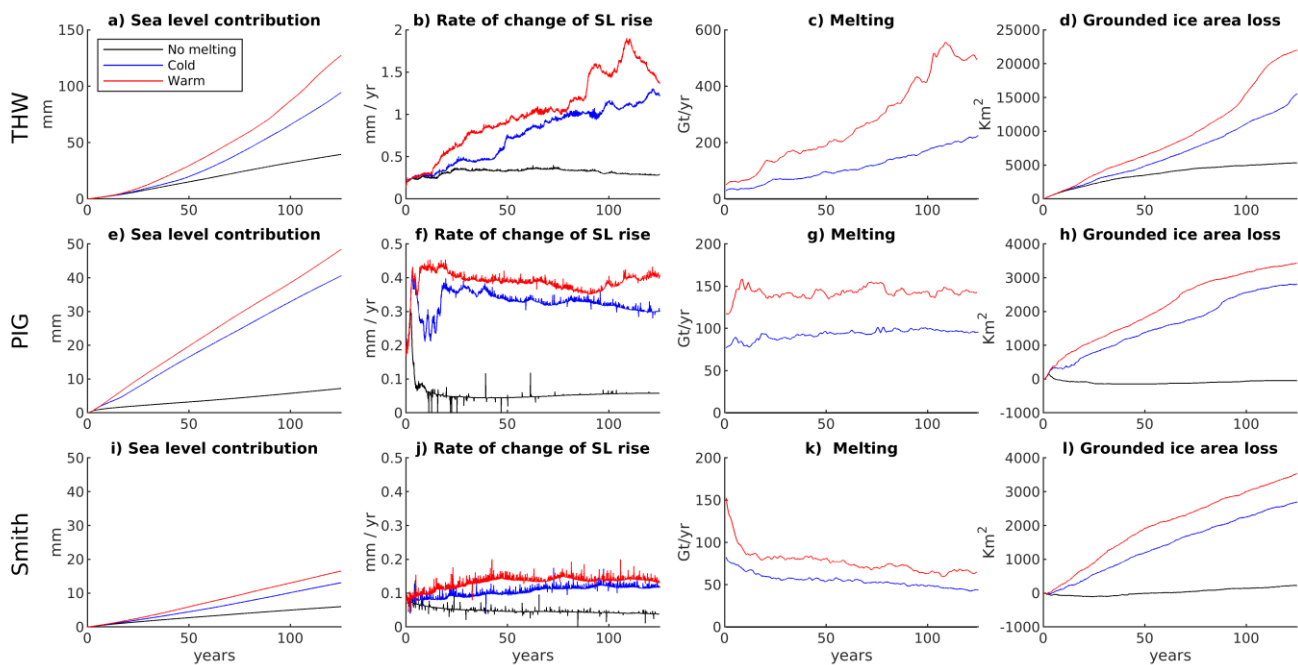 a) Sea level contribution
b) Rate of change of SL rise
c) Melting
d) Grounded ice area loss
THW
mm
150
100
50
0
0
50
100
No melting
Cold
Warm
mm / yr
2
1.5
1
0.5
0
0
50
100
Gt/yr
600
400
200
0
0
50
100
Km²
25000
20000
15000
10000
5000
0
0
50
100
e) Sea level contribution
f) Rate of change of SL rise
g) Melting
h) Grounded ice area loss
PIG
mm
50
40
30
20
10
0
0
50
100
mm / yr
0.5
0.4
0.3
0.2
0.1
0
0
50
100
Gt/yr
200
150
100
50
0
0
50
100
Km²
4000
3000
2000
1000
0
-1000
0
50
100
i) Sea level contribution
j) Rate of change of SL rise
k) Melting
l) Grounded ice area loss
Smith
mm
50
40
30
20
10
0
0
50
100
years
mm / yr
0.5
0.4
0.3
0.2
0.1
0
0
50
100
years
Gt/yr
200
150
100
50
0
0
50
100
years
Km²
4000
3000
2000
1000
0
-1000
0
50
100
years